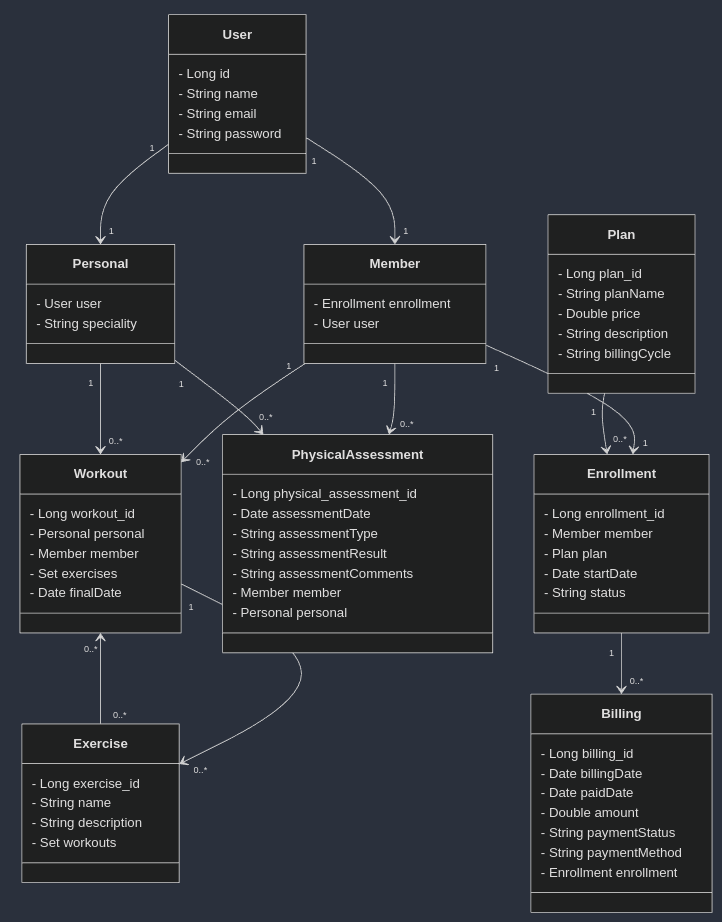 User
- Long id
- String name
- String email
- String password
1
1
1
1
Personal
- User user
- String speciality
Member
- Enrollment enrollment
- User user
Plan
- Long plan_id
- String planName
- Double price
- String description
- String billingCycle
1
0..*
1
0..*
1
0..*
1
0..*
1
1
1
0..*
Workout
- Long workout_id
- Personal personal
- Member member
- Set exercises
- Date finalDate
PhysicalAssessment
- Long physical_assessment_id
- Date assessmentDate
- String assessmentType
- String assessmentResult
- String assessmentComments
- Member member
- Personal personal
Enrollment
- Long enrollment_id
- Member member
- Plan plan
- Date startDate
- String status
1
0..*
0..*
0..*
1
0..*
Exercise
- Long exercise_id
- String name
- String description
- Set workouts
Billing
- Long billing_id
- Date billingDate
- Date paidDate
- Double amount
- String paymentStatus
- String paymentMethod
- Enrollment enrollment